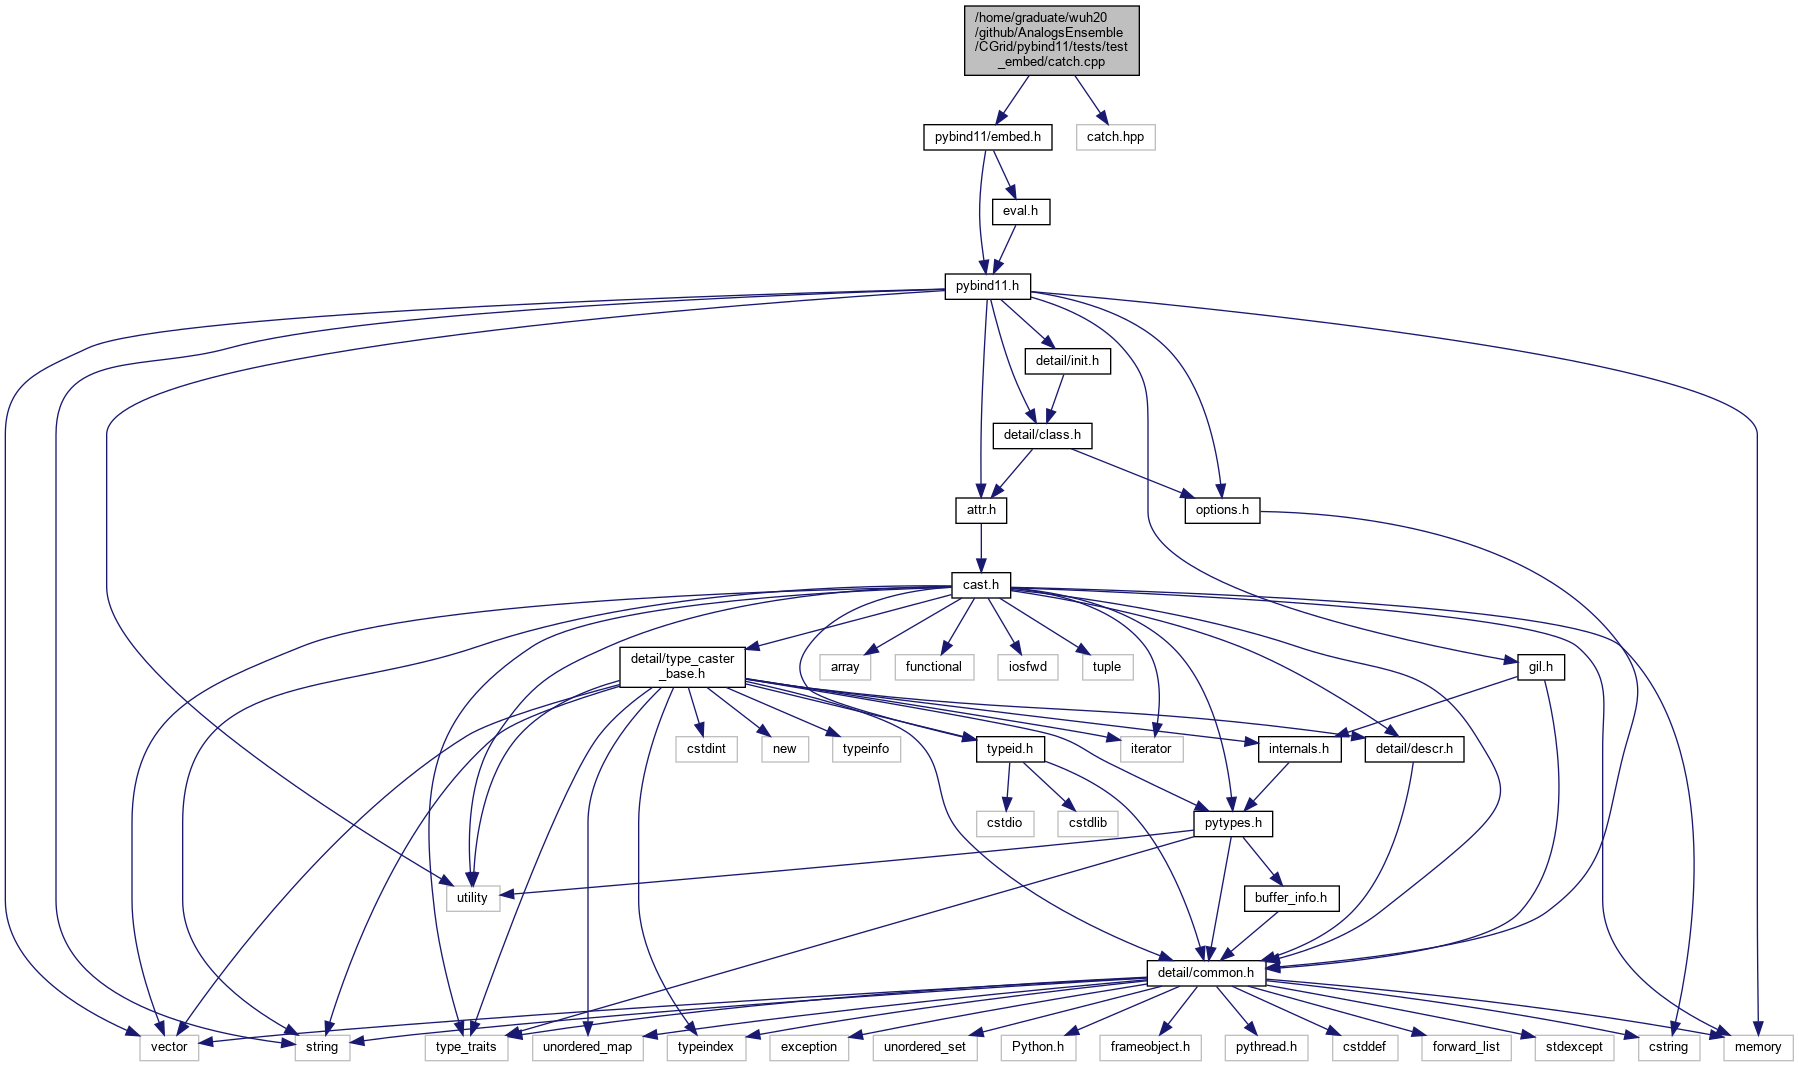 /home/graduate/wuh20
/github/AnalogsEnsemble
/CGrid/pybind11/tests/test
_embed/catch.cpp
pybind11/embed.h
catch.hpp
eval.h
pybind11.h
detail/init.h
detail/class.h
attr.h
options.h
cast.h
detail/type_caster
_base.h
array
functional
iosfwd
tuple
gil.h
cstdint
new
typeinfo
typeid.h
iterator
internals.h
detail/descr.h
cstdio
cstdlib
pytypes.h
utility
buffer_info.h
detail/common.h
vector
string
type_traits
unordered_map
typeindex
exception
unordered_set
Python.h
frameobject.h
pythread.h
cstddef
forward_list
stdexcept
cstring
memory